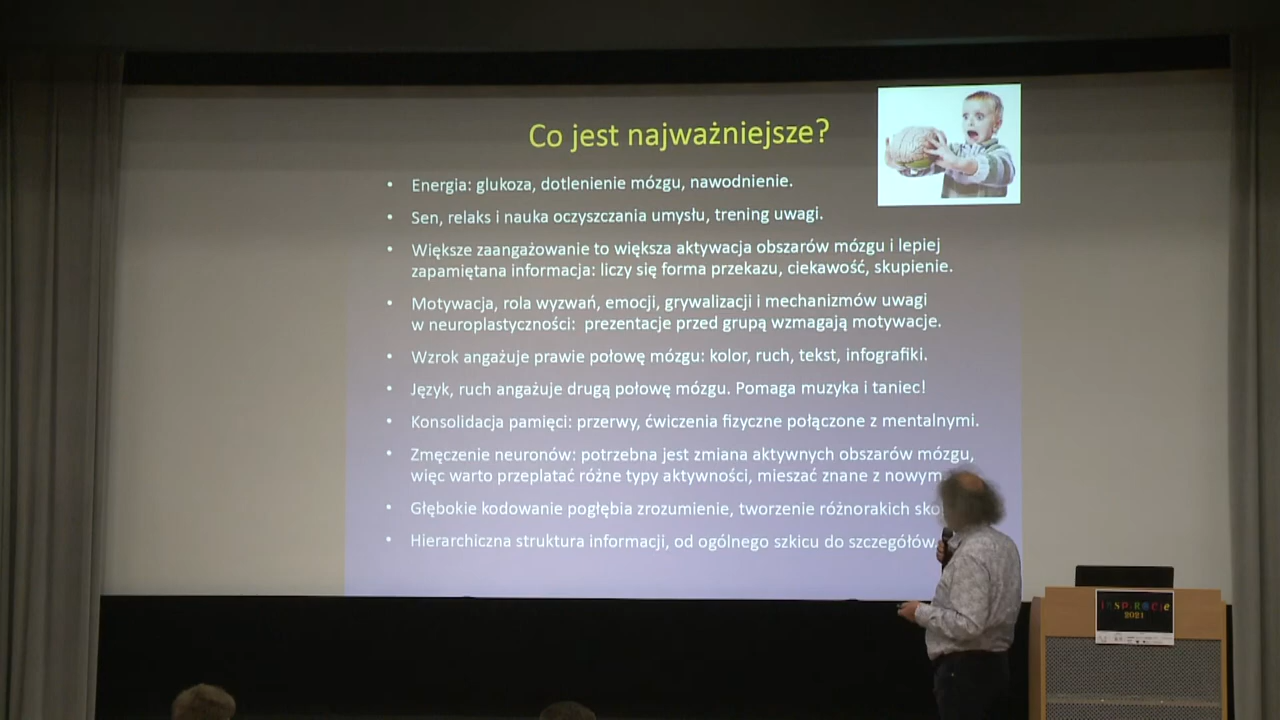 Co jest najważniejsze?
• Energia: glukoza, dotlenienie mózgu, nawodnienie.
• Sen, relaks i nauka oczyszczania umysłu, trening uwagi.
• Większe zaangażowanie to większa aktywacja obszarów mózgu i lepiej
zapamiętana informacja: liczy się forma przekazu, ciekawość, skupienie.
• Motywacja, rola wyzwań, emocji, grywalizacji i mechanizmów uwagi
w neuroplastyczności: prezentacje przed grupą wzmagają motywacje.
• Wzrok angażuje prawie połowę mózgu: kolor, ruch, tekst, infografiki.
• Język, ruch angażuje drugą połowę mózgu. Pomaga muzyka i taniec!
• Konsolidacja pamięci: przerwy, ćwiczenia fizyczne połączone z mentalnymi.
• Zmęczenie neuronów: potrzebna jest zmiana aktywnych obszarów mózgu,
więc warto przeplatać różne typy aktywności, mieszać znane z nowym
• Głębokie kodowanie pogłębia zrozumienie, tworzenie różnorakich
• Hierarchiczna struktura informacji, od ogólnego szkicu do szczegółów.
INSPIRACJE
2021